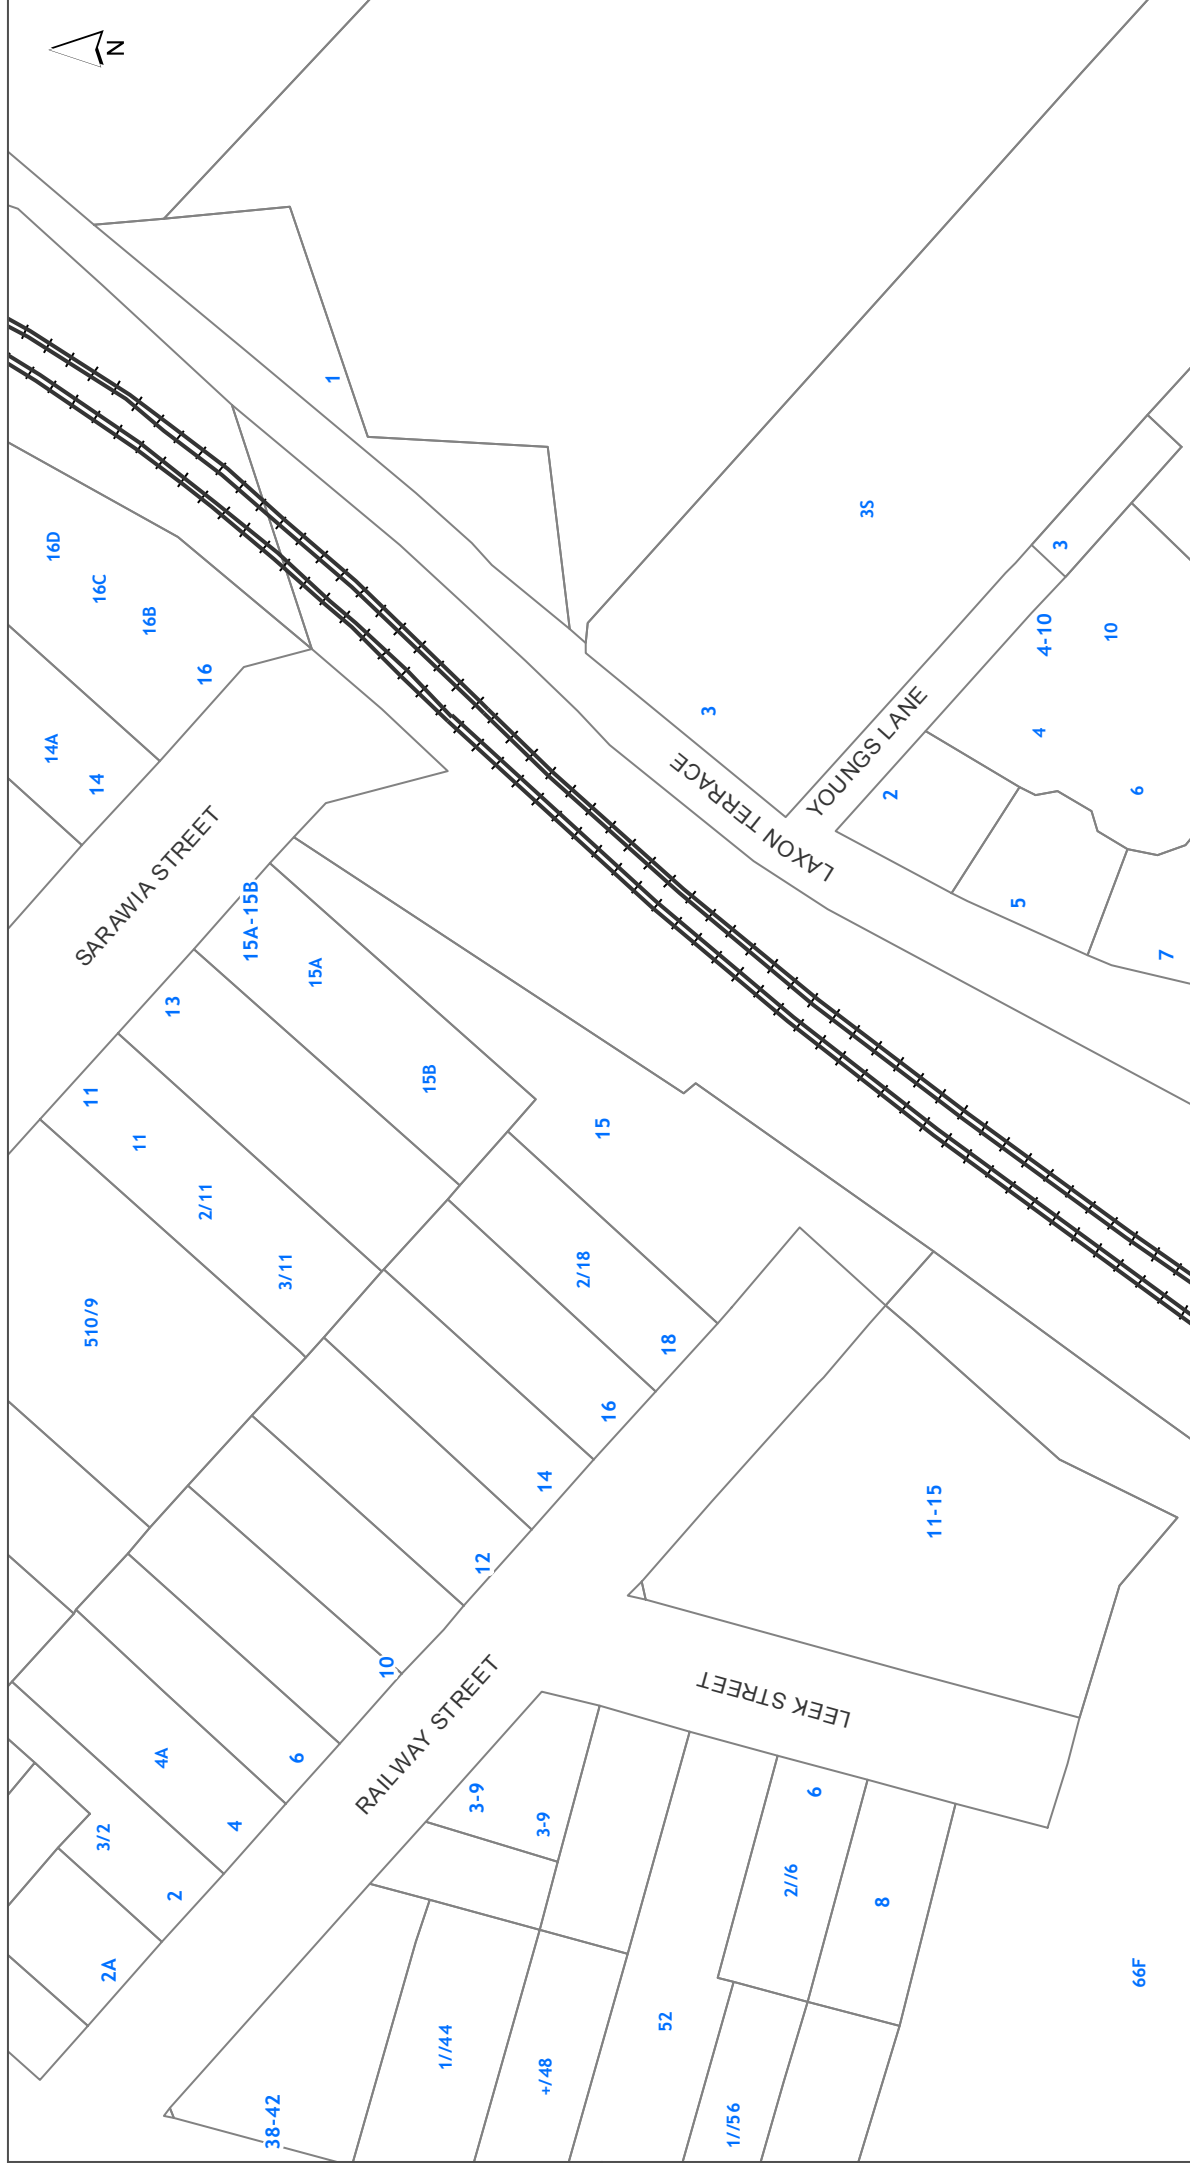 N
1
16D
16C
16B
16
14A
14
3S
3
4-10
10
4
6
3
YOUNGS LANE
2
LAXON TERRACE
5
7
SARAWIA STREET
15A-15B
15A
15B
13
11
11
2/11
3/11
510/9
15
2/18
18
16
14
12
10
11-15
RAILWAY STREET
LEEK STREET
4A
6
4
3/2
2
2A
3-9
3-9
6
2//6
8
52
66F
38-42
1//44
+/48
1//56